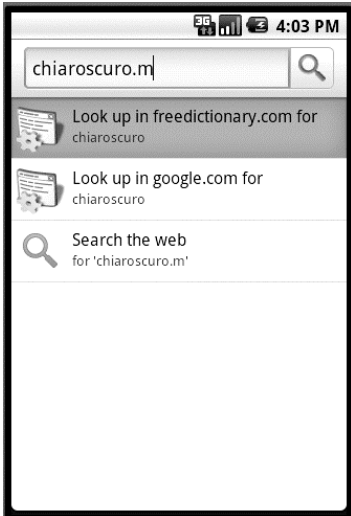 3G 4:03 PM
chiaroscuro.m
Look up in freedictionary.com for
chiaroscuro
Look up in google.com for
chiaroscuro
Search the web
for 'chiaroscuro.m'